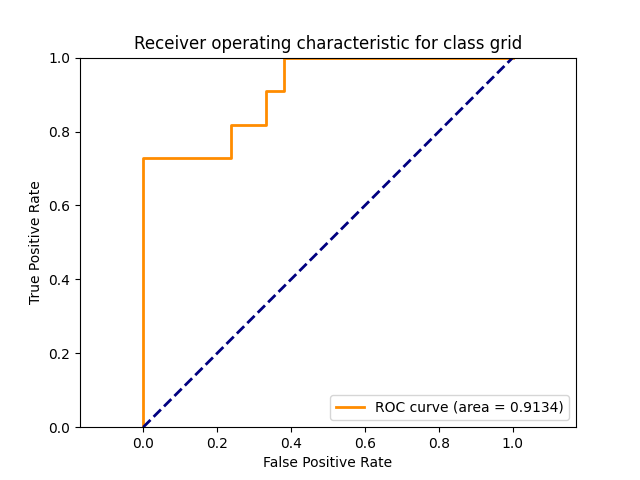 Receiver operating characteristic for class grid
True Positive Rate
1.0
0.8
0.6
0.4
0.2
0.0
ROC curve (area = 0.9134)
0.0 0.2 0.4 0.6 0.8 1.0
False Positive Rate